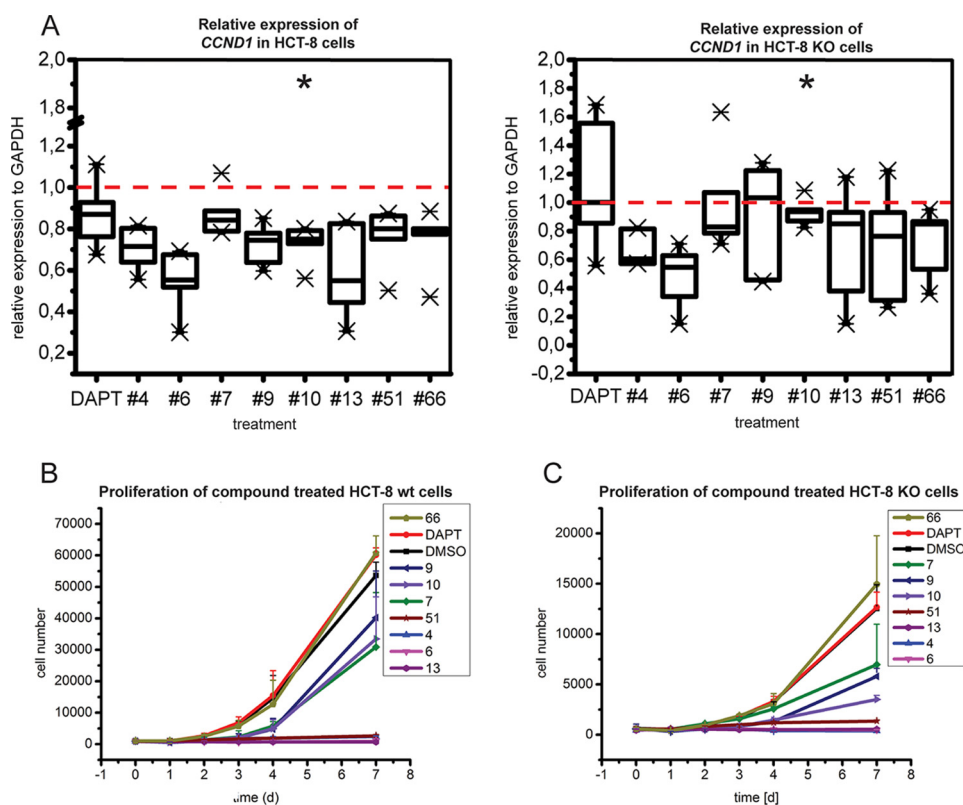 A
Relative expression of
CCND1 in HCT-8 cells
relative expression to GAPDH
2,0
1,8
1,2
1,0
0,8
0,6
0,4
0,2
DAPT #4 #6 #7 #9 #10 #13 #51 #66
treatment
*
Relative expression of
CCND1 in HCT-8 KO cells
relative expression to GAPDH
2,0
1,8
1,6
1,4
1,2
1,0
0,8
0,6
0,4
0,2
0,0
-0,2
DAPT #4 #6 #7 #9 #10 #13 #51 #66
treatment
*
B
Proliferation of compound treated HCT-8 wt cells
cell number
70000
60000
50000
40000
30000
20000
10000
0
-1 0 1 2 3 4 5 6 7 8
time (d)
66
DAPT
DMSO
9
10
7
51
4
6
13
C
Proliferation of compound treated HCT-8 KO cells
cell number
20000
15000
10000
5000
0
-1 0 1 2 3 4 5 6 7 8
time [d]
66
DAPT
DMSO
7
9
10
51
13
4
6